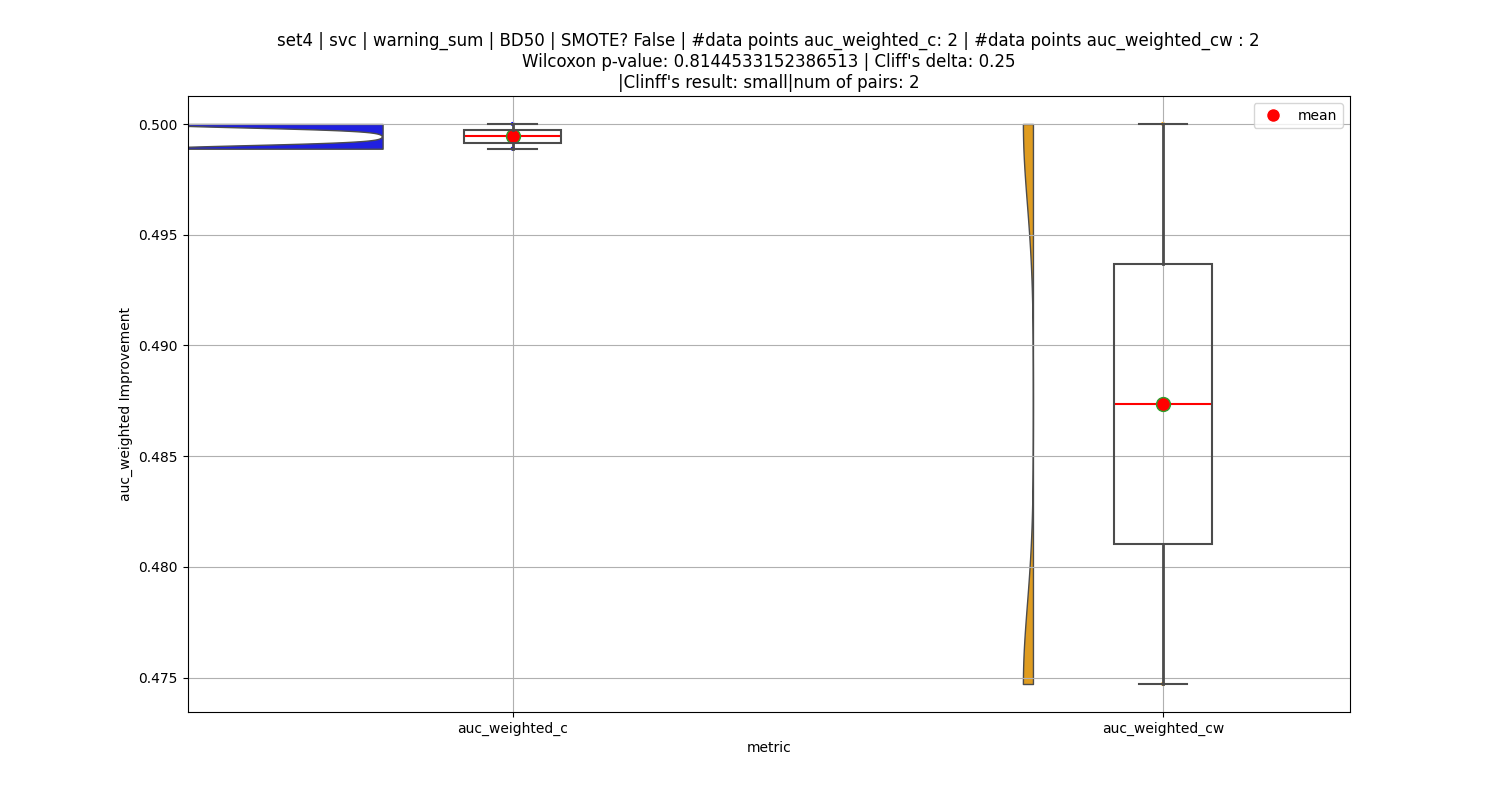 set4 | svc | warning_sum | BD50 | SMOTE? False | #data points auc_weighted_c: 2 | #data points auc_weighted_cw : 2
Wilcoxon p-value: 0.8144533152386513 | Cliff's delta: 0.25
|Clinff's result: small|num of pairs: 2
mean
0.500
0.495
0.490
0.485
0.480
0.475
auc_weighted Improvement
auc_weighted_c
auc_weighted_cw
metric